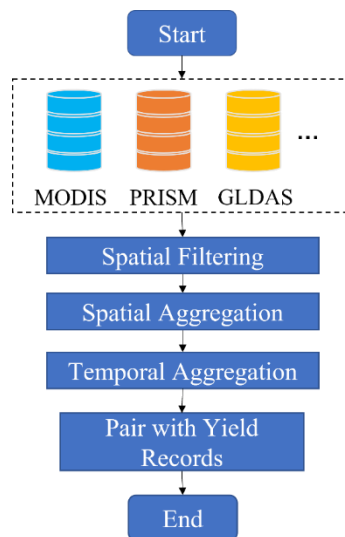 Start
MODIS PRISM GLDAS ...
Spatial Filtering
Spatial Aggregation
Temporal Aggregation
Pair with Yield
Records
End